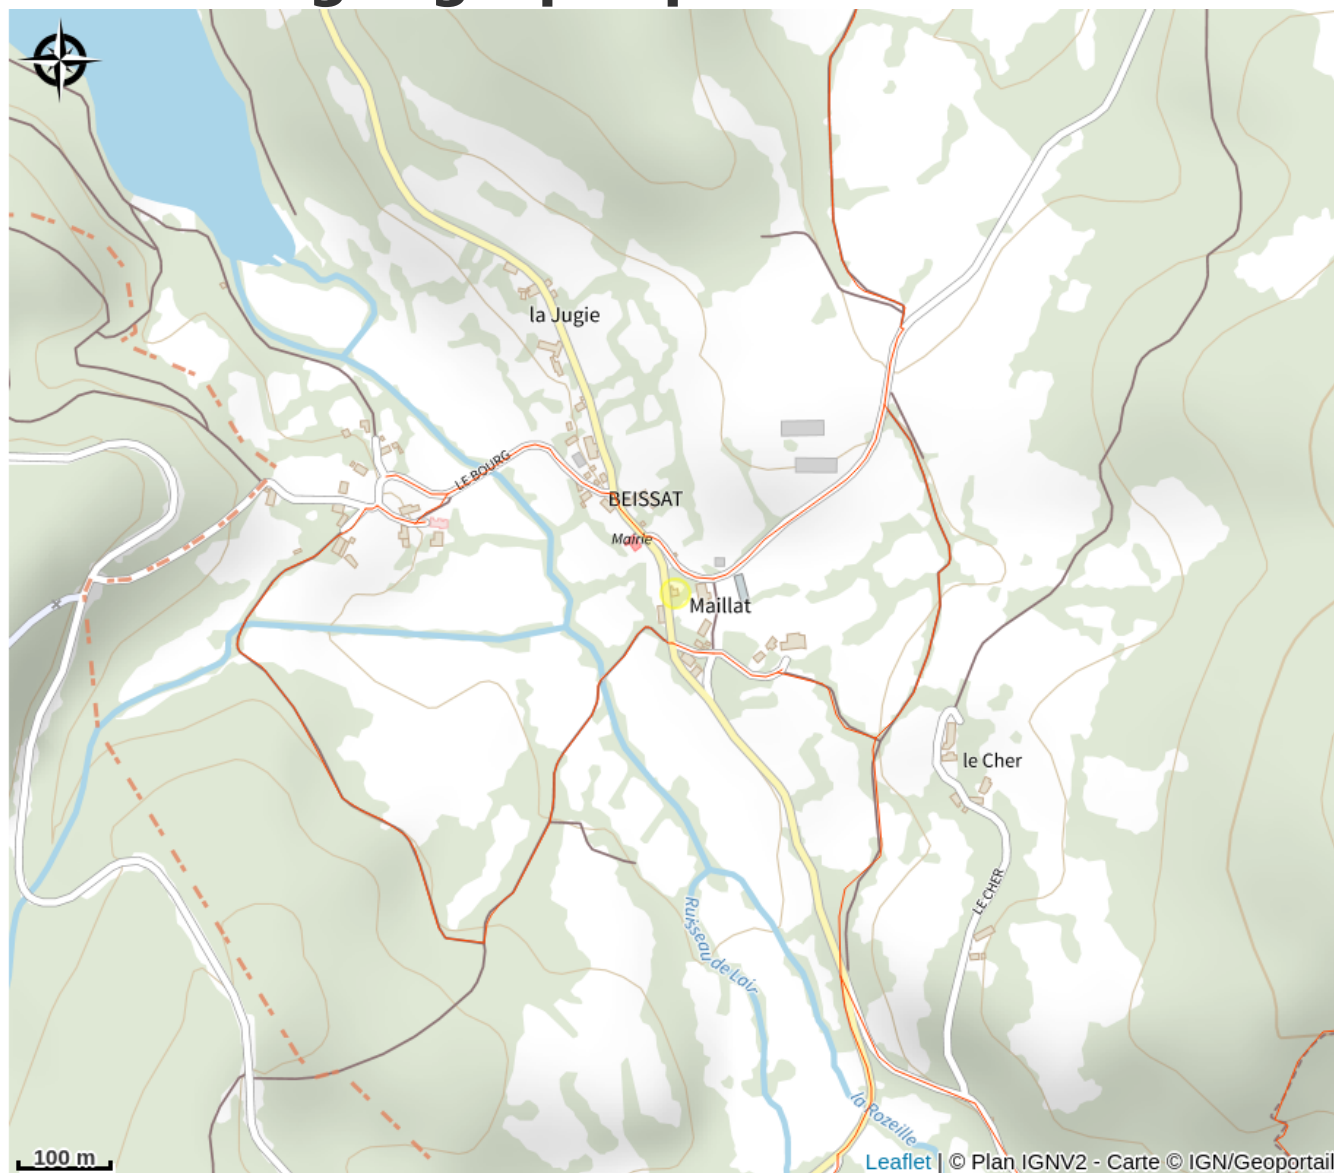 la Jugie
LE BOURG
BEISSAT
Mairie
Maillat
le Cher
LE CHER
Ruisseau de Lair
la Rozeille
100 m
Leaflet | © Plan IGNV2 - Carte © IGN/Geoportail